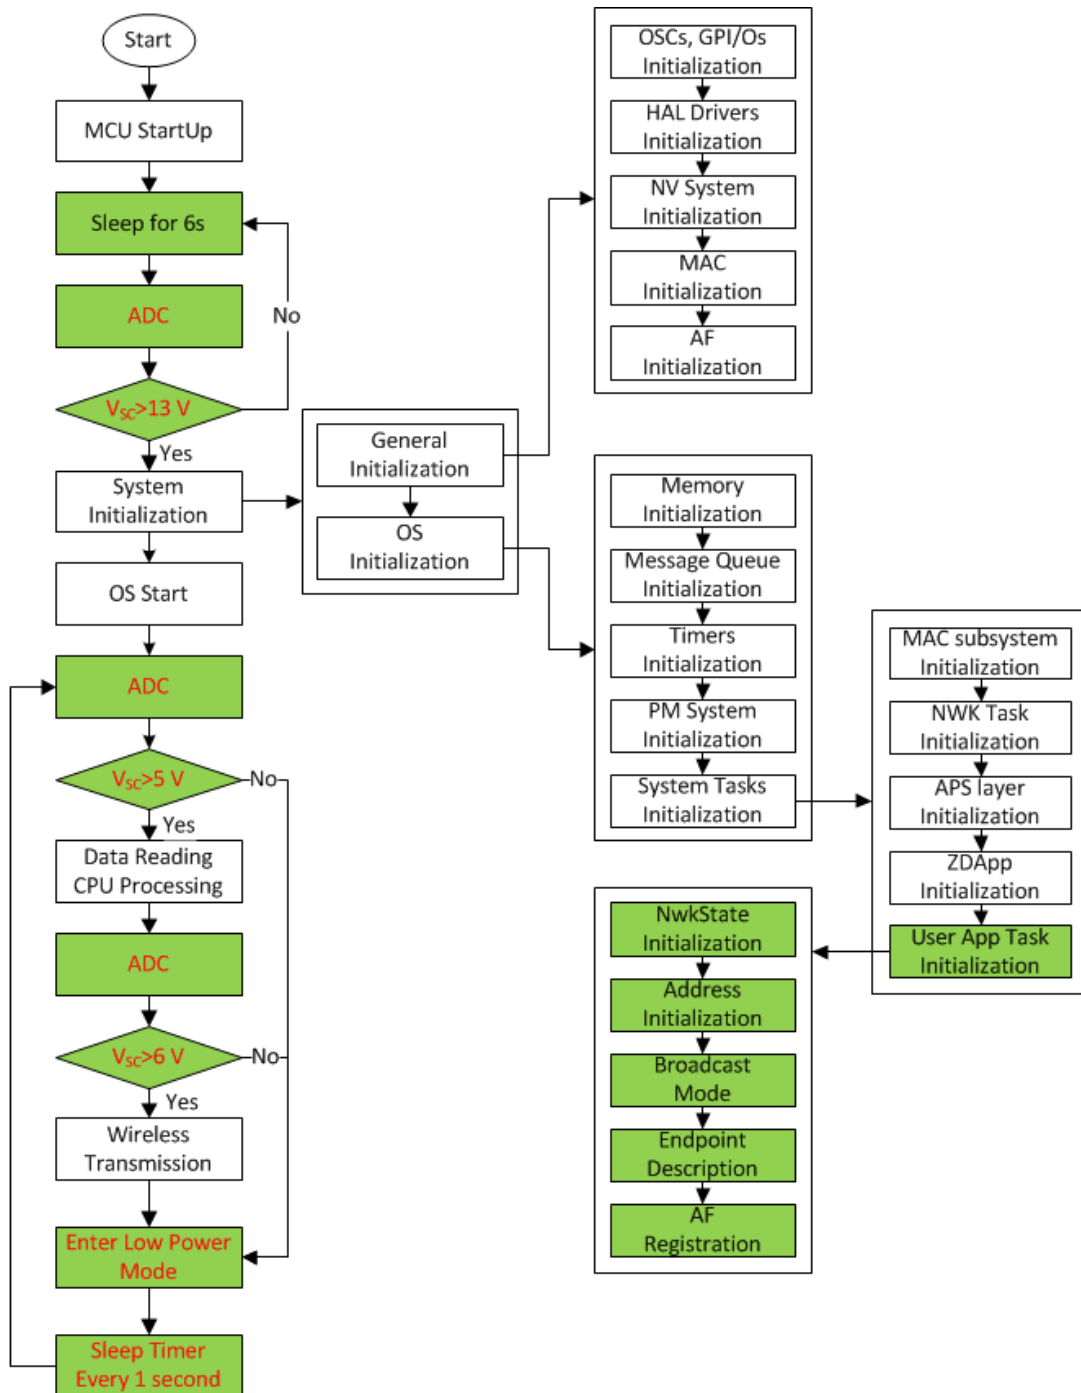 Start
MCU StartUp
Sleep for 6s
ADC
No
VSC>13 V
Yes
System
Initialization
OS Start
ADC
VSC>5 V
No
Yes
Data Reading
CPU Processing
ADC
VSC>6 V
No
Yes
Wireless
Transmission
Enter Low Power
Mode
Sleep Timer
Every 1 second
General
Initialization
OS
Initialization
OSCs, GPI/Os
Initialization
HAL Drivers
Initialization
NV System
Initialization
MAC
Initialization
AF
Initialization
Memory
Initialization
Message Queue
Initialization
Timers
Initialization
PM System
Initialization
System Tasks
Initialization
MAC subsystem
Initialization
NWK Task
Initialization
APS layer
Initialization
ZDApp
Initialization
User App Task
Initialization
NwkState
Initialization
Address
Initialization
Broadcast
Mode
Endpoint
Description
AF
Registration